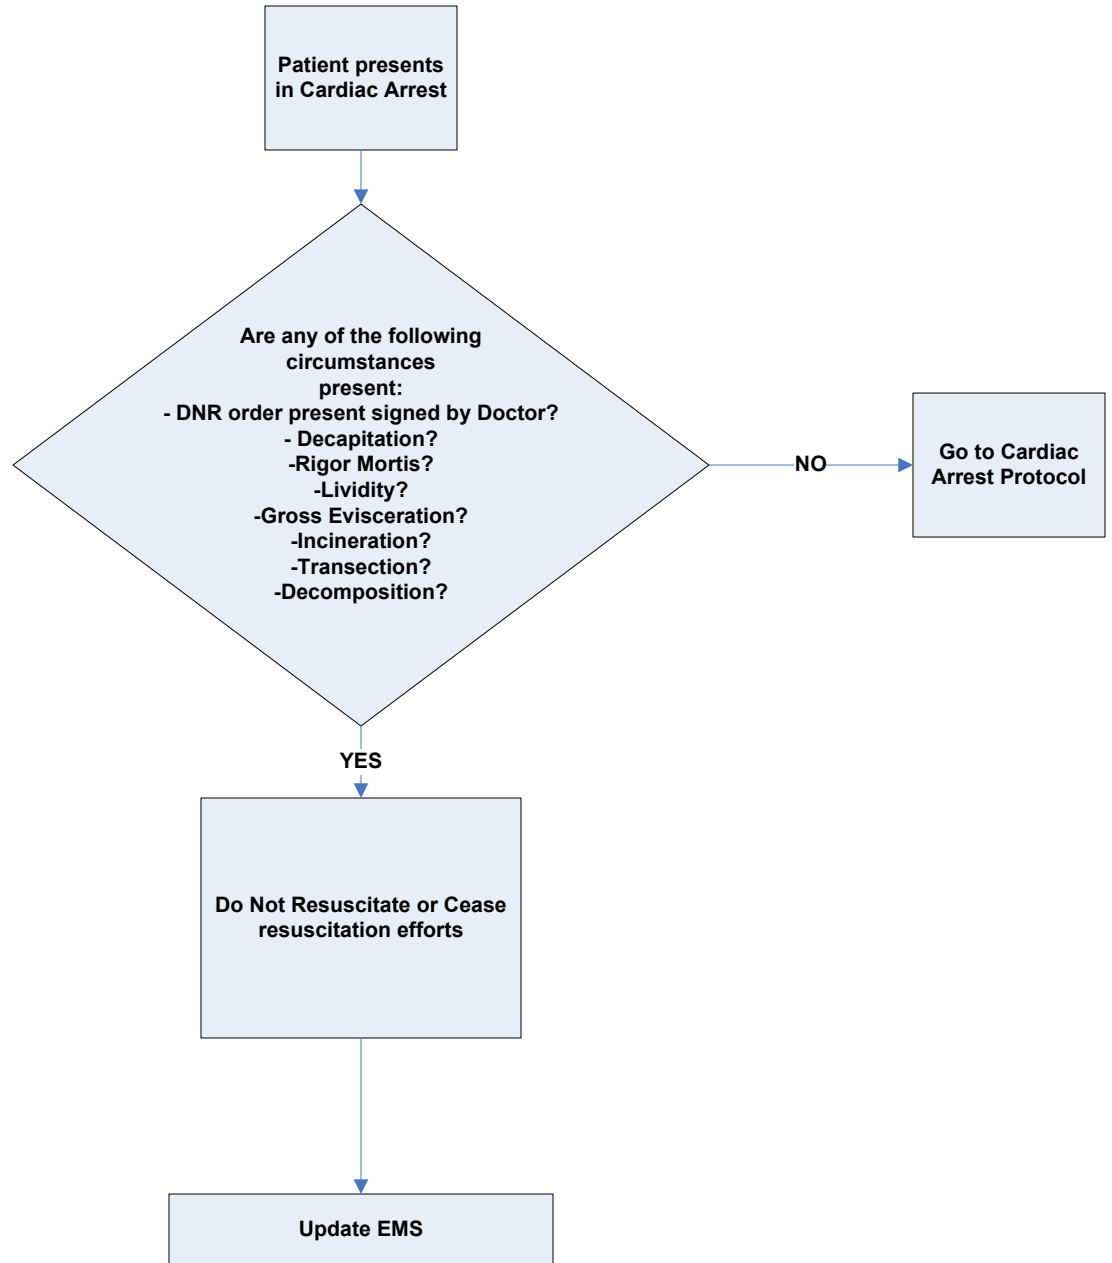 Patient presents
in Cardiac Arrest
Are any of the following
circumstances
present:
- DNR order present signed by Doctor?
- Decapitation?
-Rigor Mortis?
-Lividity?
-Gross Evisceration?
-Incineration?
-Transection?
-Decomposition?
NO
Go to Cardiac
Arrest Protocol
YES
Do Not Resuscitate or Cease
resuscitation efforts
Update EMS